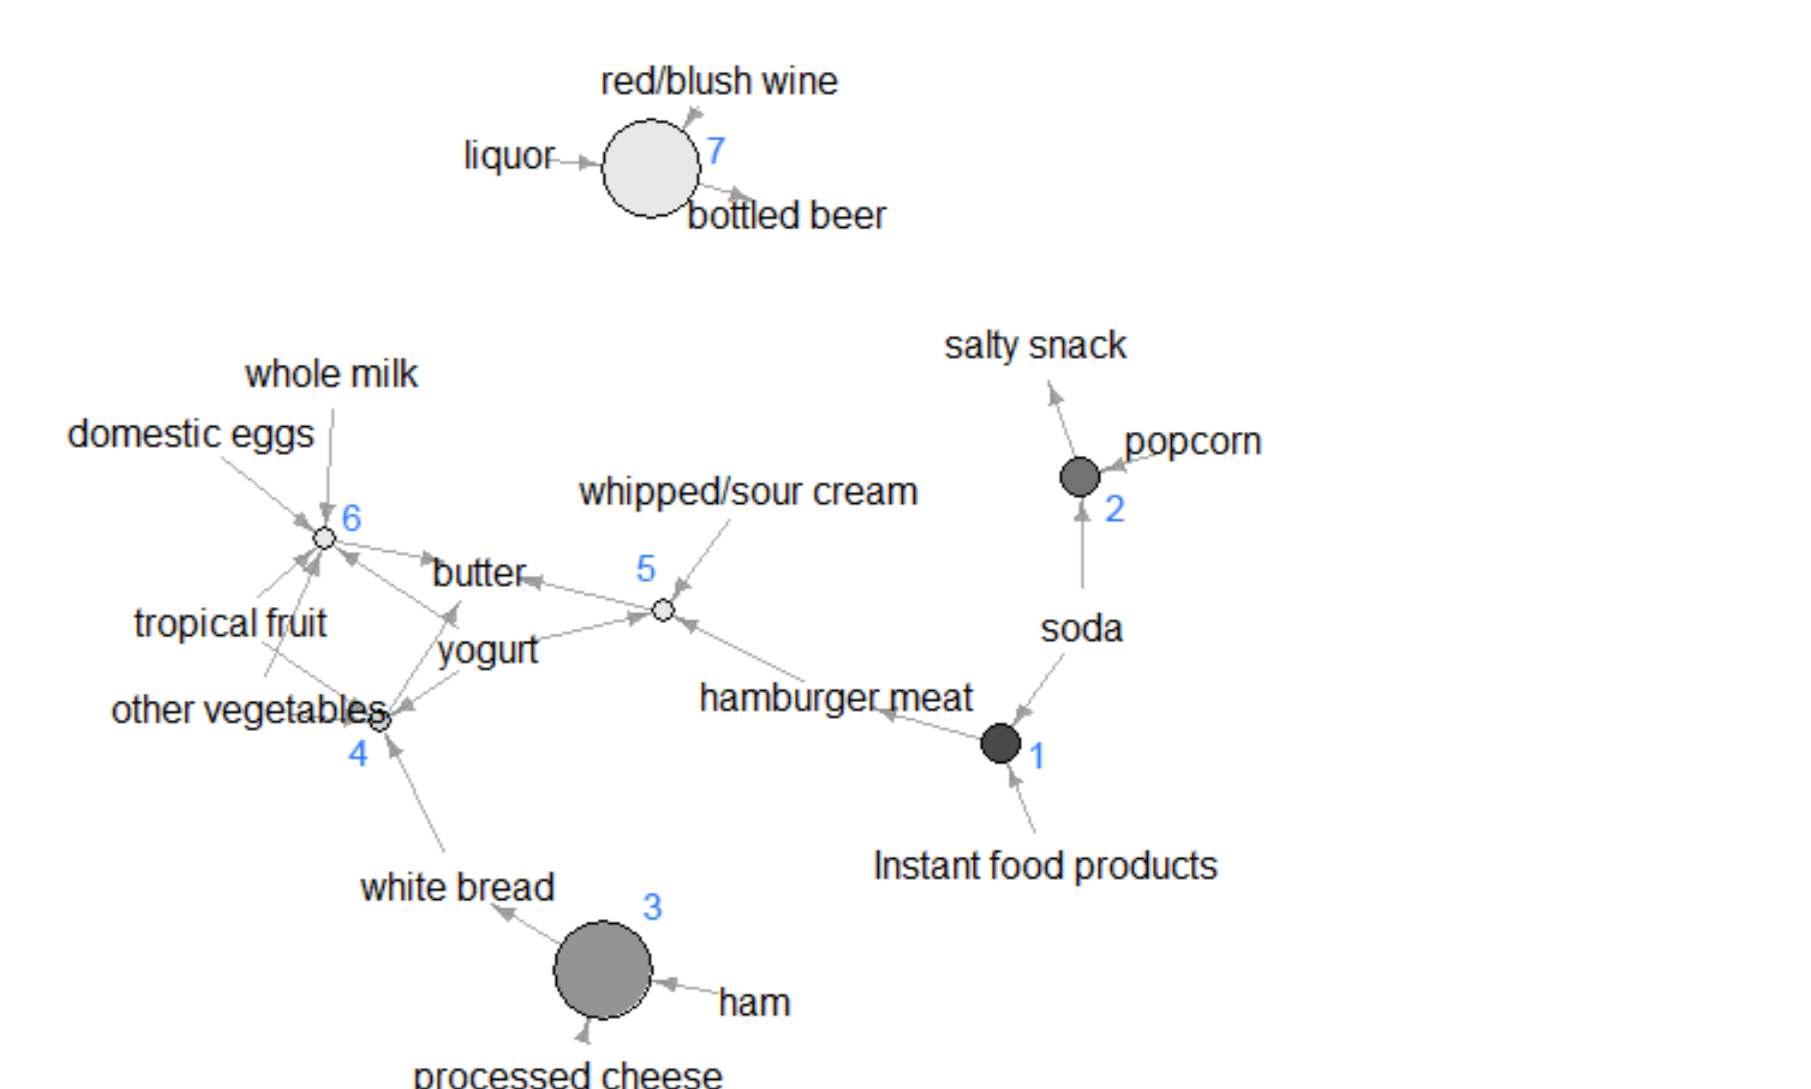 red/blush wine
liquor
7
bottled beer
salty snack
whole milk
domestic eggs
popcorn
whipped/sour cream
2
6
5
butter
tropical fruit
soda
yogurt
hamburger meat
other vegetables
4
1
Instant food products
white bread
3
ham
processed cheese